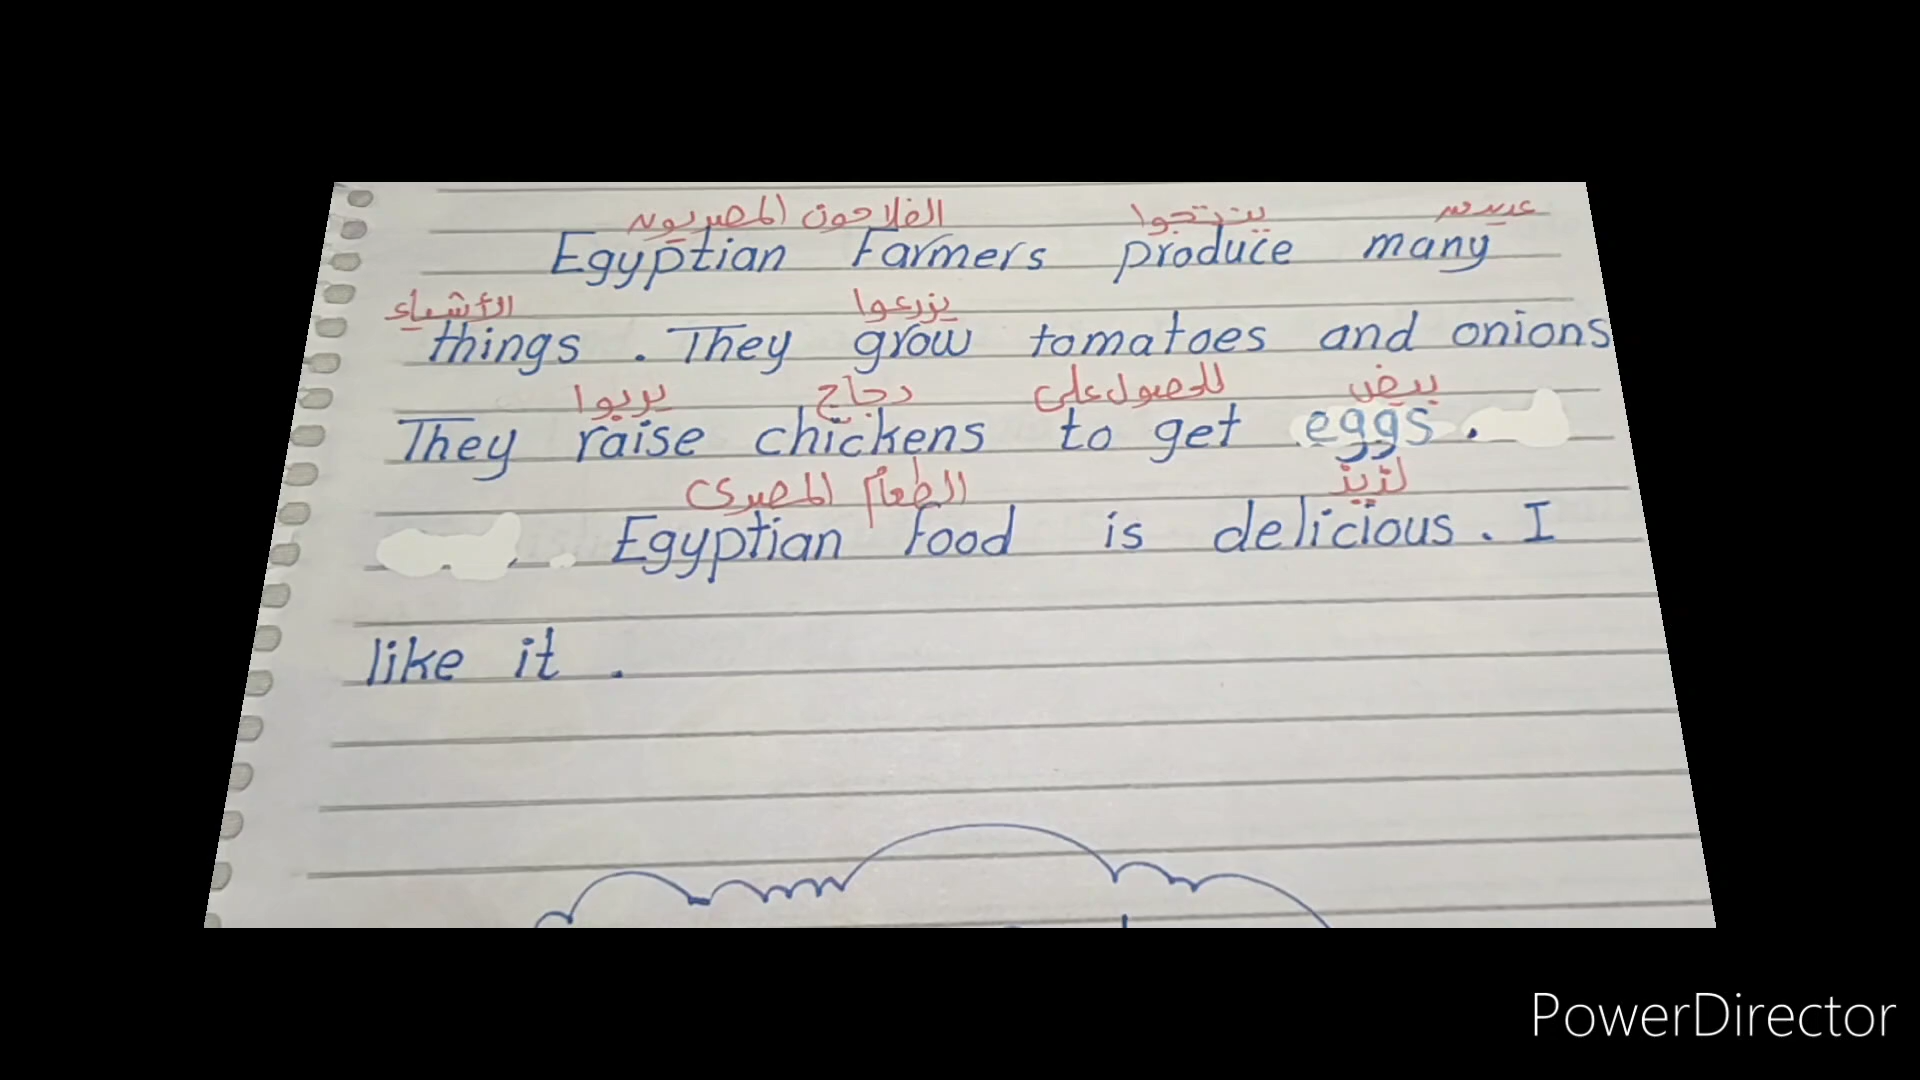 الفلاحون المصريون ينتجوا عديد من
Egyptian Farmers produce many
الأشياء يزرعوا
things . They grow tomatoes and onions
يربوا دجاج للحصول على بيض
They raise chickens to get eggs .
الطعام المصرى لذيذ
Egyptian food is delicious . I
like it .
PowerDirector